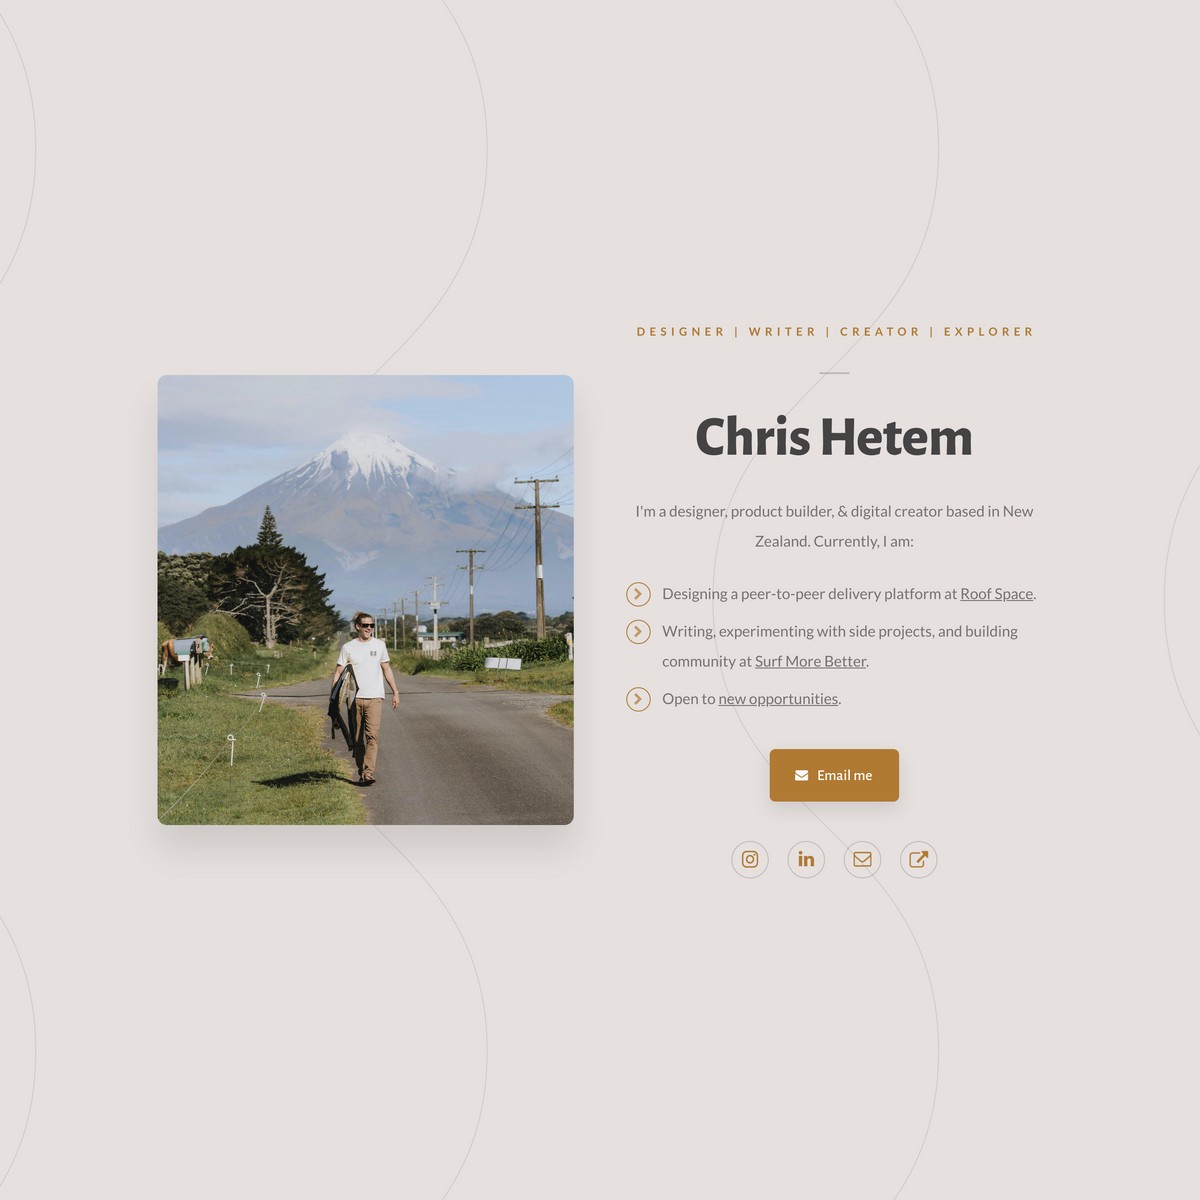 DESIGNER | WRITER | CREATOR | EXPLORER
Chris Hetem
I'm a designer, product builder, & digital creator based in New
Zealand. Currently, I am:
Designing a peer-to-peer delivery platform at Roof Space.
Writing, experimenting with side projects, and building
community at Surf More Better.
Open to new opportunities.
Email me
in